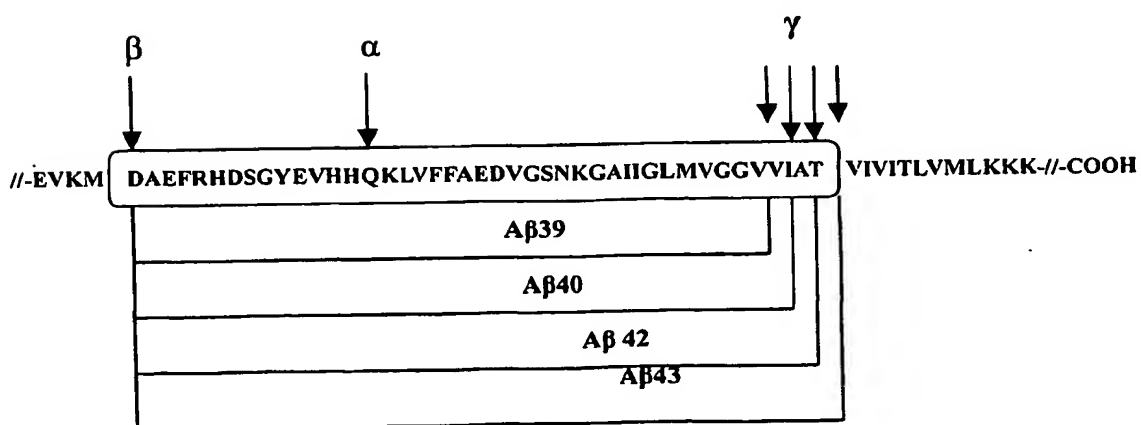 β α γ
//-EVKM DAEFRHDSGYEVHHQKLVFFAEDVGSNKGAIIGLMVGGVVIAT VIVITLVMLKKK-//-COOH
Aβ39
Aβ40
Aβ 42
Aβ43